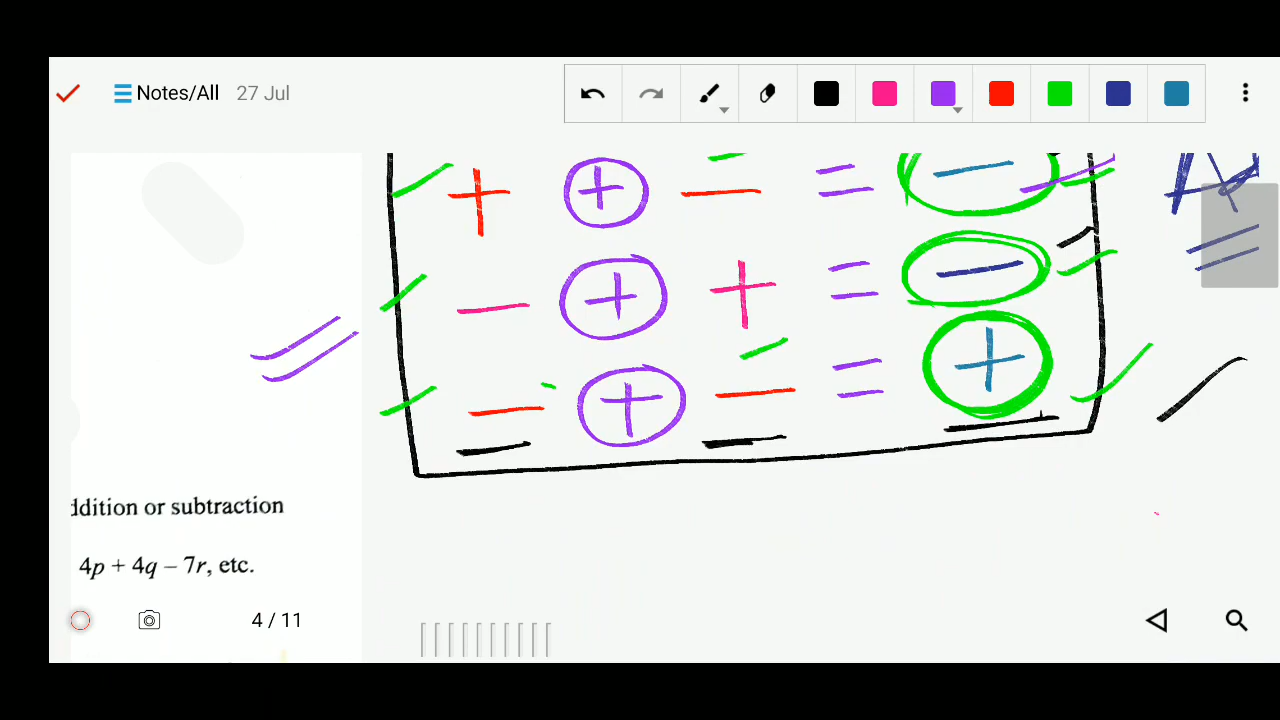 Notes/All 27 Jul
+ + − = −
− + + = −
− + − = +
ddition or subtraction
4p + 4q – 7r, etc.
4 / 11